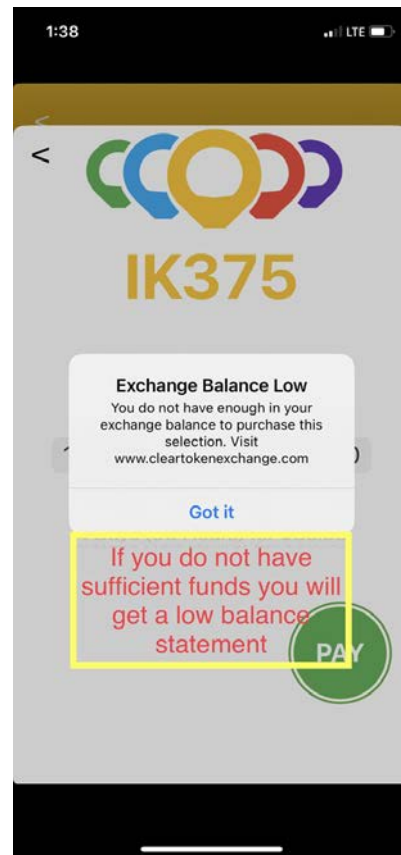 1:38
LTE
<
<
IK375
Exchange Balance Low
You do not have enough in your
exchange balance to purchase this
selection. Visit
www.cleartokenexchange.com
Got it
If you do not have
sufficient funds you will
get a low balance
statement
PAY